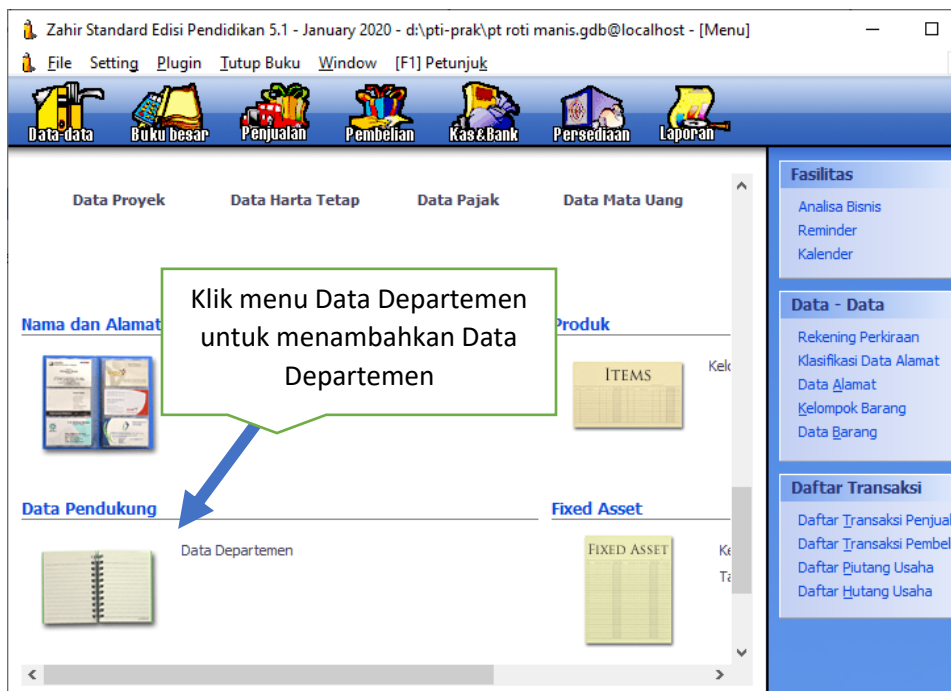 Zahir Standard Edisi Pendidikan 5.1 - January 2020 - d:\pti-prak\pt roti manis.gdb@localhost - [Menu]
File Setting Plugin Tutup Buku Window [F1] Petunjuk
Data-data Buku besar Penjualan Pembelian Kas&Bank Persediaan Laporan
Data Proyek Data Harta Tetap Data Pajak Data Mata Uang
Klik menu Data Departemen
untuk menambahkan Data
Departemen
Nama dan Alamat
Produk
ITEMS
Data Pendukung
Data Departemen
Fixed Asset
FIXED ASSET
Fasilitas
Analisa Bisnis
Reminder
Kalender
Data - Data
Rekening Perkiraan
Klasifikasi Data Alamat
Data Alamat
Kelompok Barang
Data Barang
Daftar Transaksi
Daftar Transaksi Penjual
Daftar Transaksi Pembel
Daftar Piutang Usaha
Daftar Hutang Usaha